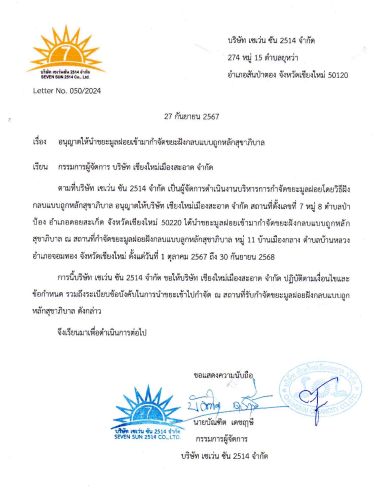 บริษัท เซเว่น ซัน 2514 จำกัด
SEVEN SUN 2514 Co., Ltd.
บริษัท เซเว่น ซัน 2514 จำกัด
274 หมู่ 15 ตำบลยุหว่า
อำเภอสันป่าตอง จังหวัดเชียงใหม่ 50120
Letter No. 050/2024
27 กันยายน 2567
เรื่อง อนุญาตให้นำขยะมูลฝอยเข้ามากำจัดขยะฝังกลบแบบถูกหลักสุขาภิบาล
เรียน กรรมการผู้จัดการ บริษัท เชียงใหม่เมืองสะอาด จำกัด
ตามที่บริษัท เซเว่น ซัน 2514 จำกัด เป็นผู้จัดการดำเนินงานบริหารการกำจัดขยะมูลฝอยโดยวิธีฝัง
กลบแบบถูกหลักสุขาภิบาล อนุญาตให้บริษัท เชียงใหม่เมืองสะอาด จำกัด สถานที่ตั้งเลขที่ 7 หมู่ 8 ตำบลป่า
ป้อง อำเภอดอยสะเก็ด จังหวัดเชียงใหม่ 50220 ได้นำขยะมูลฝอยเข้ามากำจัดขยะฝังกลบแบบถูกหลัก
สุขาภิบาล ณ สถานที่กำจัดขยะมูลฝอยฝังกลบแบบถูกหลักสุขาภิบาล หมู่ 11 บ้านเมืองกลาง ตำบลบ้านหลวง
อำเภอจอมทอง จังหวัดเชียงใหม่ ตั้งแต่วันที่ 1 ตุลาคม 2567 ถึง 30 กันยายน 2568
การนี้บริษัท เซเว่น ซัน 2514 จำกัด ขอให้บริษัท เชียงใหม่เมืองสะอาด จำกัด ปฏิบัติตามเงื่อนไขและ
ข้อกำหนด รวมถึงระเบียบข้อบังคับในการนำขยะเข้าไปกำจัด ณ สถานที่รับกำจัดขยะมูลฝอยฝังกลบแบบถูก
หลักสุขาภิบาล ดังกล่าว
จึงเรียนมาเพื่อดำเนินการต่อไป
ขอแสดงความนับถือ
บริษัท เซเว่น ซัน 2514 จำกัด
SEVEN SUN 2514 CO.,LTD.
นายบัณฑิต เดชฤษี
กรรมการผู้จัดการ
บริษัท เซเว่น ซัน 2514 จำกัด